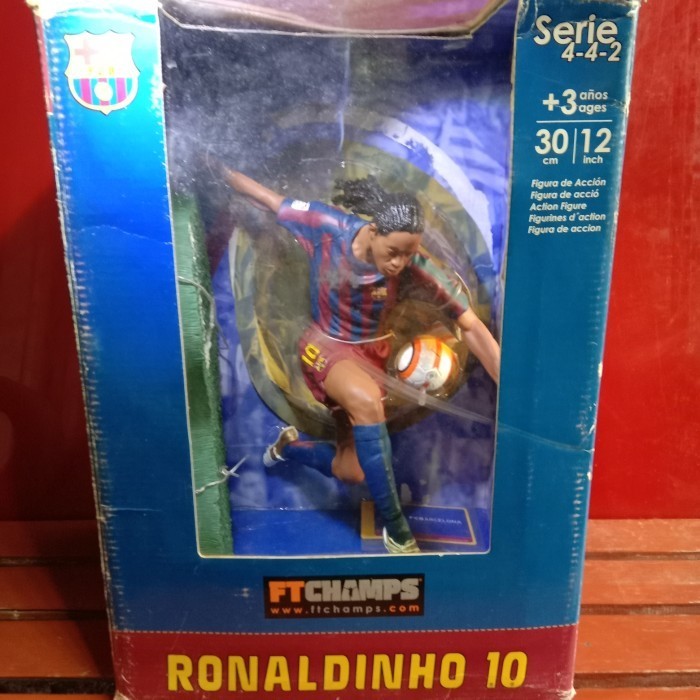 Serie
4-4-2
+3 años
ages
30 | 12
cm inch
Figura de Acción
Figura de acció
Action Figure
Figurines d'action
Figura de accion
10
FTCHAMPS
www.ftchamps.com
RONALDINHO 10